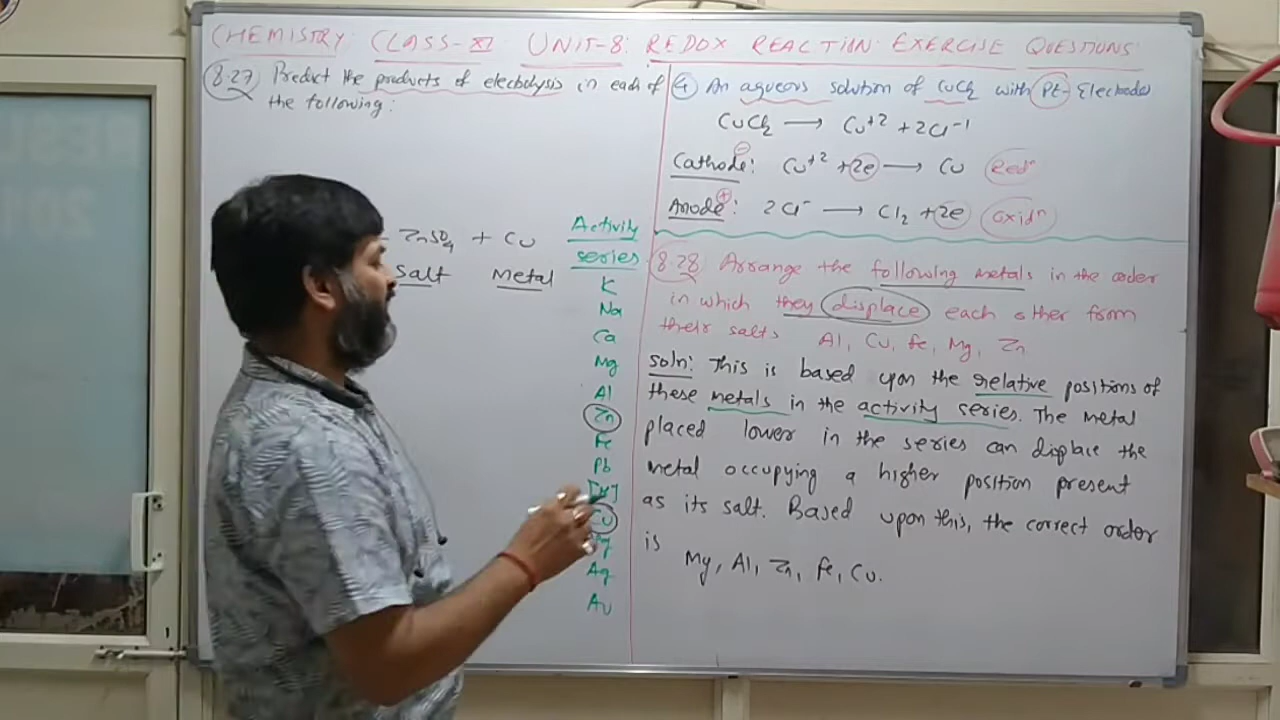 CHEMISTRY: CLASS-XI UNIT-8: REDOX REACTION: EXERCISE QUESTIONS:
8.27 Predict the products of electolysis in each of
the following:
ZnSO4 + Cu
salt metal
Activity
series
K
Na
Ca
Mg
Al
Zn
Fe
Pb
[H]
Cu
Ag
Au
An aqueous solution of CuCl2 with Pt-Electrodes
CuCl2 → Cu+2 + 2Cl-1
Cathode: Cu+2 + 2e → Cu Redn
Anode: 2Cl- → Cl2 + 2e Oxidn
8.28 Arrange the following metals in the order
in which they displace each other from
their salts Al, Cu, Fe, Mg, Zn
Soln: This is based upon the relative positions of
these metals in the activity series. The metal
placed lower in the series can displace the
metal occupying a higher position present
as its salt. Based upon this, the correct order
is
Mg, Al, Zn, Fe, Cu.